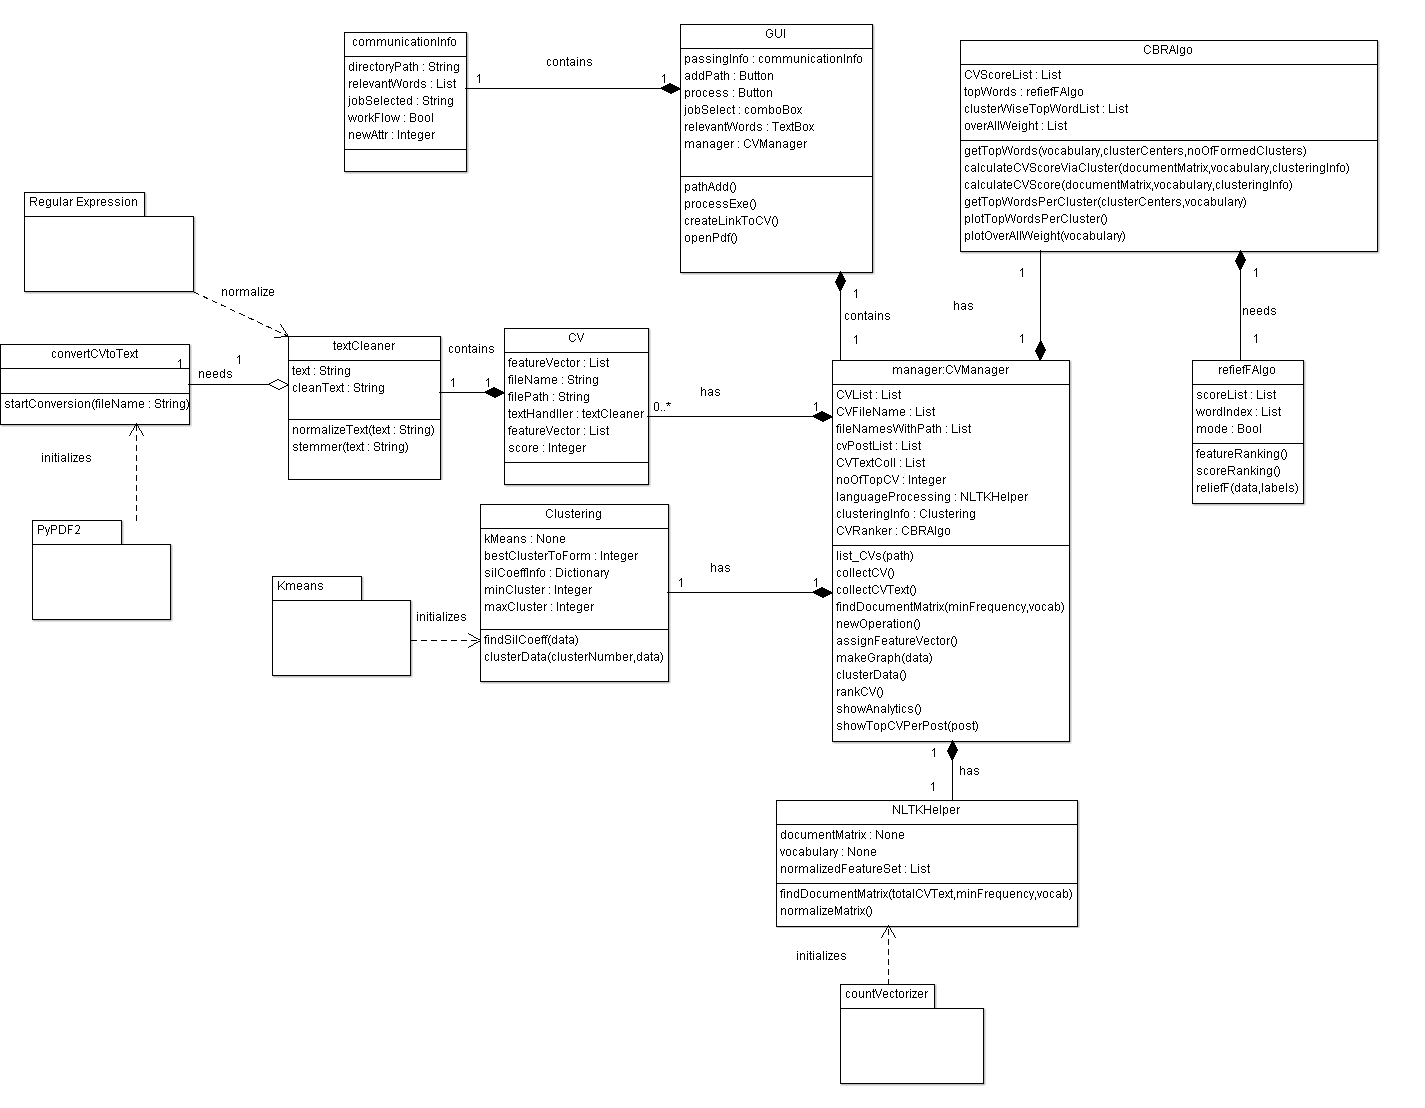 communicationInfo
directoryPath : String
relevantWords : List
jobSelected : String
workFlow : Bool
newAttr : Integer
1
contains
1
GUI
passingInfo : communicationInfo
addPath : Button
process : Button
jobSelect : comboBox
relevantWords : TextBox
manager : CVManager
pathAdd()
processExe()
createLinkToCV()
openPdf()
1
contains
1
CBRAlgo
CVScoreList : List
topWords : refiefFAlgo
clusterWiseTopWordList : List
overAllWeight : List
getTopWords(vocabulary,clusterCenters,noOfFormedClusters)
calculateCVScoreViaCluster(documentMatrix,vocabulary,clusteringInfo)
calculateCVScore(documentMatrix,vocabulary,clusteringInfo)
getTopWordsPerCluster(clusterCenters,vocabulary)
plotTopWordsPerCluster()
plotOverAllWeight(vocabulary)
1
has
1
1
needs
1
Regular Expression
normalize
convertCVtoText
startConversion(fileName : String)
1
needs
1
textCleaner
text : String
cleanText : String
normalizeText(text : String)
stemmer(text : String)
contains
1
1
CV
featureVector : List
fileName : String
filePath : String
textHandller : textCleaner
featureVector : List
score : Integer
0..*
has
1
manager:CVManager
CVList : List
CVFileName : List
fileNamesWithPath : List
cvPostList : List
CVTextColl : List
noOfTopCV : Integer
languageProcessing : NLTKHelper
clusteringInfo : Clustering
CVRanker : CBRAlgo
list_CVs(path)
collectCV()
collectCVText()
findDocumentMatrix(minFrequency,vocab)
newOperation()
assignFeatureVector()
makeGraph(data)
clusterData()
rankCV()
showAnalytics()
showTopCVPerPost(post)
refiefFAlgo
scoreList : List
wordIndex : List
mode : Bool
featureRanking()
scoreRanking()
reliefF(data,labels)
initializes
PyPDF2
Kmeans
initializes
Clustering
kMeans : None
bestClusterToForm : Integer
silCoeffInfo : Dictionary
minCluster : Integer
maxCluster : Integer
findSilCoeff(data)
clusterData(clusterNumber,data)
1
has
1
1
has
1
NLTKHelper
documentMatrix : None
vocabulary : None
normalizedFeatureSet : List
findDocumentMatrix(totalCVText,minFrequency,vocab)
normalizeMatrix()
initializes
countVectorizer